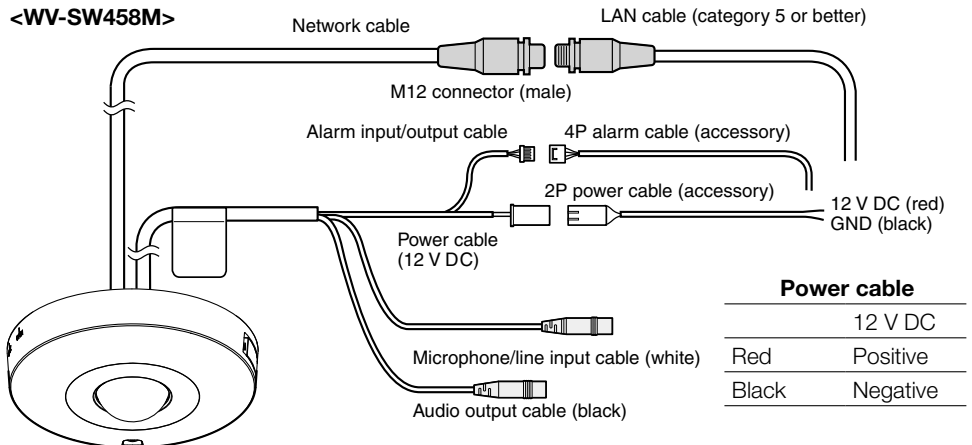 <WV-SW458M>
Network cable
LAN cable (category 5 or better)
M12 connector (male)
Alarm input/output cable
4P alarm cable (accessory)
2P power cable (accessory)
12 V DC (red)
GND (black)
Power cable
(12 V DC)
Power cable
12 V DC
Red Positive
Black Negative
Microphone/line input cable (white)
Audio output cable (black)